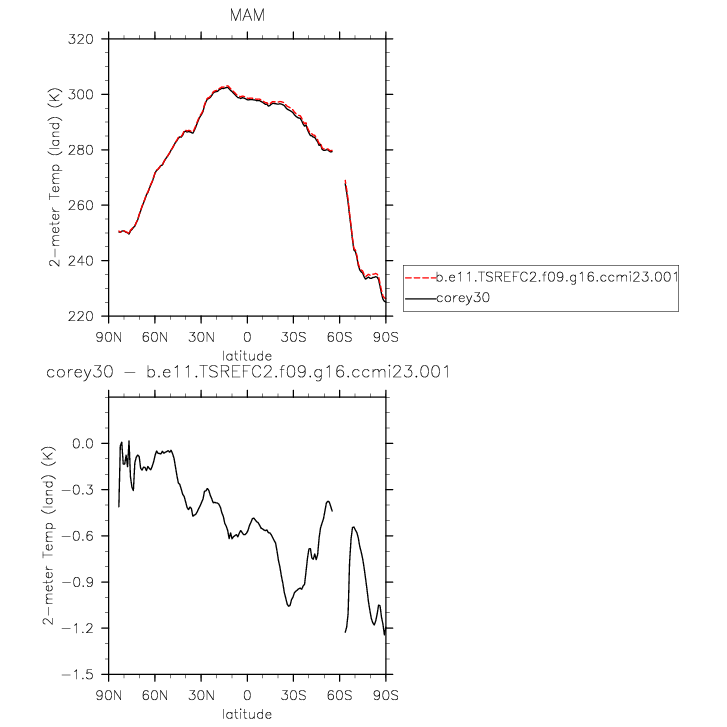 MAM
2-meter Temp (land) (K)
320
300
280
260
240
220
90N 60N 30N 0 30S 60S 90S
latitude
b.e11.TSREFC2.f09.g16.ccmi23.001
corey30
corey30 - b.e11.TSREFC2.f09.g16.ccmi23.001
2-meter Temp (land) (K)
0.0
-0.3
-0.6
-0.9
-1.2
-1.5
90N 60N 30N 0 30S 60S 90S
latitude